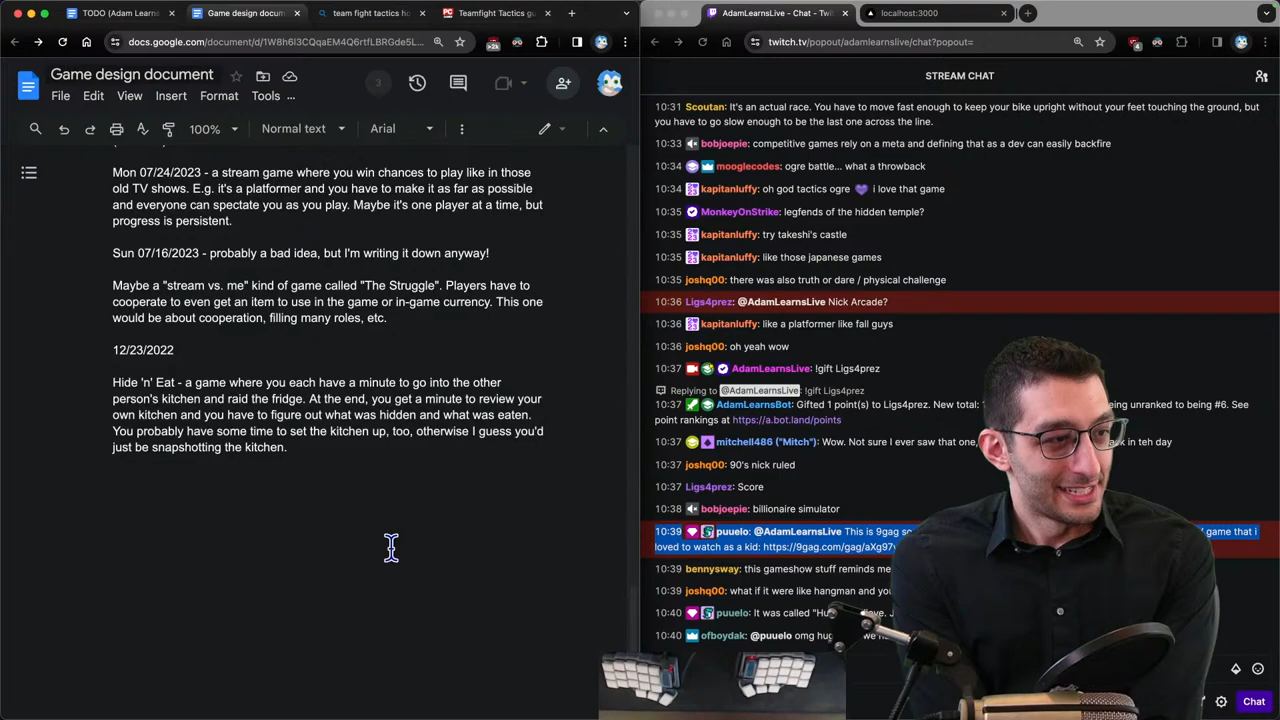 TODO (Adam Learns
Game design docum
team fight tactics ho
Teamfight Tactics gu
docs.google.com/document/d/1W8h6I3CQqaEM4Q6rtfLBRGde5L...
Game design document
File Edit View Insert Format Tools ...
3
100% Normal text Arial
Mon 07/24/2023 - a stream game where you win chances to play like in those
old TV shows. E.g. it's a platformer and you have to make it as far as possible
and everyone can spectate you as you play. Maybe it's one player at a time, but
progress is persistent.
Sun 07/16/2023 - probably a bad idea, but I'm writing it down anyway!
Maybe a "stream vs. me" kind of game called "The Struggle". Players have to
cooperate to even get an item to use in the game or in-game currency. This one
would be about cooperation, filling many roles, etc.
12/23/2022
Hide 'n' Eat - a game where you each have a minute to go into the other
person's kitchen and raid the fridge. At the end, you get a minute to review your
own kitchen and you have to figure out what was hidden and what was eaten.
You probably have some time to set the kitchen up, too, otherwise I guess you'd
just be snapshotting the kitchen.
AdamLearnsLive - Chat - Twi
localhost:3000
twitch.tv/popout/adamlearnslive/chat?popout=
STREAM CHAT
10:31 Scoutan: It's an actual race. You have to move fast enough to keep your bike upright without your feet touching the ground, but
you have to go slow enough to be the last one across the line.
10:33 bobjoepie: competitive games rely on a meta and defining that as a dev can easily backfire
10:34 mooglecodes: ogre battle... what a throwback
10:34 kapitanluffy: oh god tactics ogre i love that game
10:35 MonkeyOnStrike: legfends of the hidden temple?
10:35 kapitanluffy: try takeshi's castle
10:35 kapitanluffy: like those japanese games
10:35 joshq00: there was also truth or dare / physical challenge
10:36 Ligs4prez: @AdamLearnsLive Nick Arcade?
10:36 kapitanluffy: like a platformer like fall guys
10:36 joshq00: oh yeah wow
10:37 AdamLearnsLive: !gift Ligs4prez
Replying to @AdamLearnsLive: !gift Ligs4prez
10:37 AdamLearnsBot: Gifted 1 point(s) to Ligs4prez. New total: being unranked to being #6. See
point rankings at https://a.bot.land/points
10:37 mitchell486 ("Mitch"): Wow. Not sure I ever saw that one, back in teh day
10:37 joshq00: 90's nick ruled
10:37 Ligs4prez: Score
10:38 bobjoepie: billionaire simulator
10:39 puuelo: @AdamLearnsLive This is 9gag game that i
loved to watch as a kid: https://9gag.com/gag/aXg97
10:39 bennysway: this gameshow stuff reminds me
10:39 joshq00: what if it were like hangman and
10:40 puuelo: It was called
10:40 ofboydak: @puuelo omg
Chat